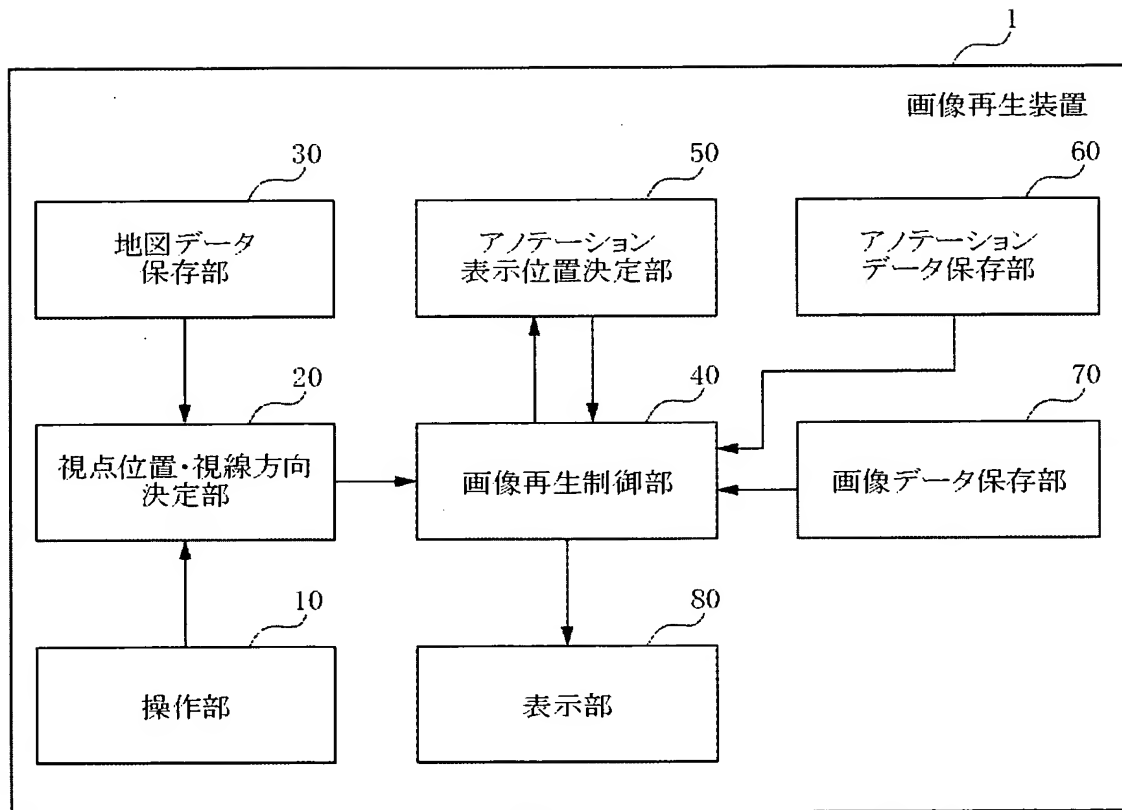 1
画像再生装置
30
地図データ
保存部
50
アノテーション
表示位置決定部
60
アノテーション
データ保存部
20
視点位置・視線方向
決定部
40
画像再生制御部
70
画像データ保存部
10
操作部
80
表示部